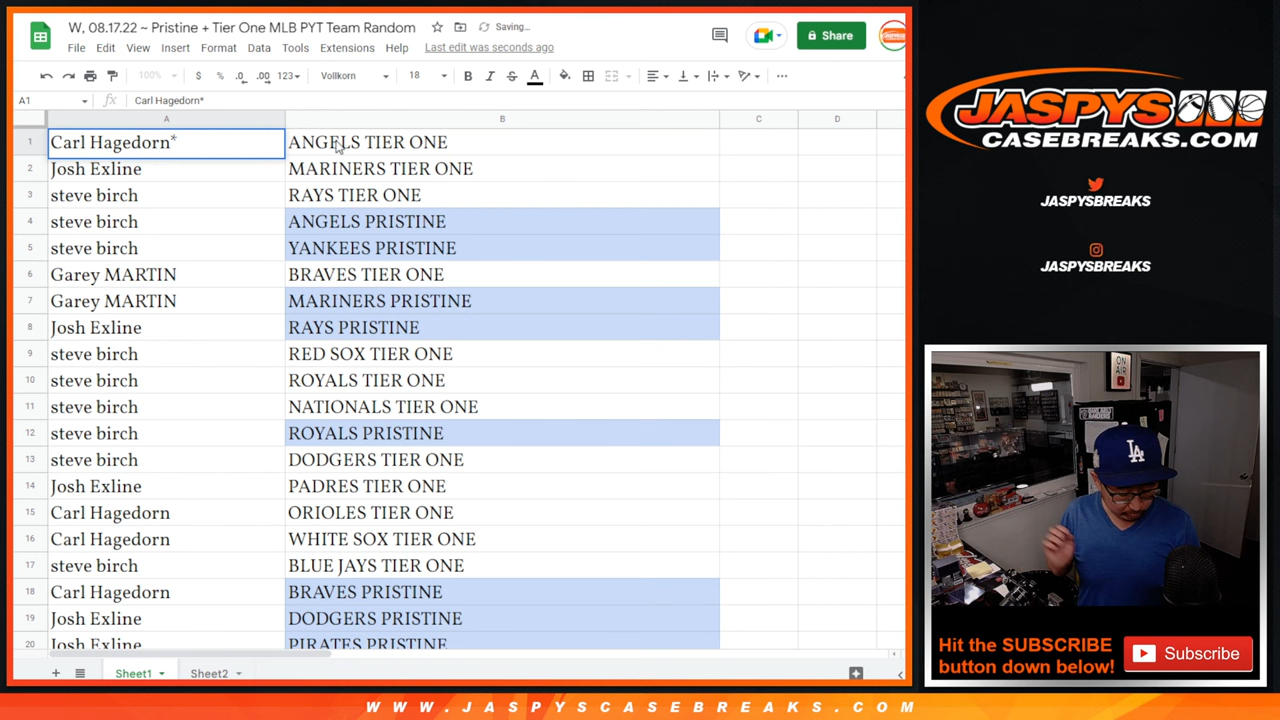 W, 08.17.22 ~ Pristine + Tier One MLB PYT Team Random
Saving...
File Edit View Insert Format Data Tools Extensions Help Last edit was seconds ago
Share
100% $ % .0 .00 123 Vollkorn 18 B I S A
A1 fx Carl Hagedorn*
A B C D
1 Carl Hagedorn* ANGELS TIER ONE
2 Josh Exline MARINERS TIER ONE
3 steve birch RAYS TIER ONE
4 steve birch ANGELS PRISTINE
5 steve birch YANKEES PRISTINE
6 Garey MARTIN BRAVES TIER ONE
7 Garey MARTIN MARINERS PRISTINE
8 Josh Exline RAYS PRISTINE
9 steve birch RED SOX TIER ONE
10 steve birch ROYALS TIER ONE
11 steve birch NATIONALS TIER ONE
12 steve birch ROYALS PRISTINE
13 steve birch DODGERS TIER ONE
14 Josh Exline PADRES TIER ONE
15 Carl Hagedorn ORIOLES TIER ONE
16 Carl Hagedorn WHITE SOX TIER ONE
17 steve birch BLUE JAYS TIER ONE
18 Carl Hagedorn BRAVES PRISTINE
19 Josh Exline DODGERS PRISTINE
20 Josh Exline PIRATES PRISTINE
Sheet1 Sheet2
JASPYS
CASEBREAKS.COM
JASPYSBREAKS
JASPYSBREAKS
ON
AIR
LA
Hit the SUBSCRIBE
button down below!
Subscribe
WWW.JASPYSCASEBREAKS.COM